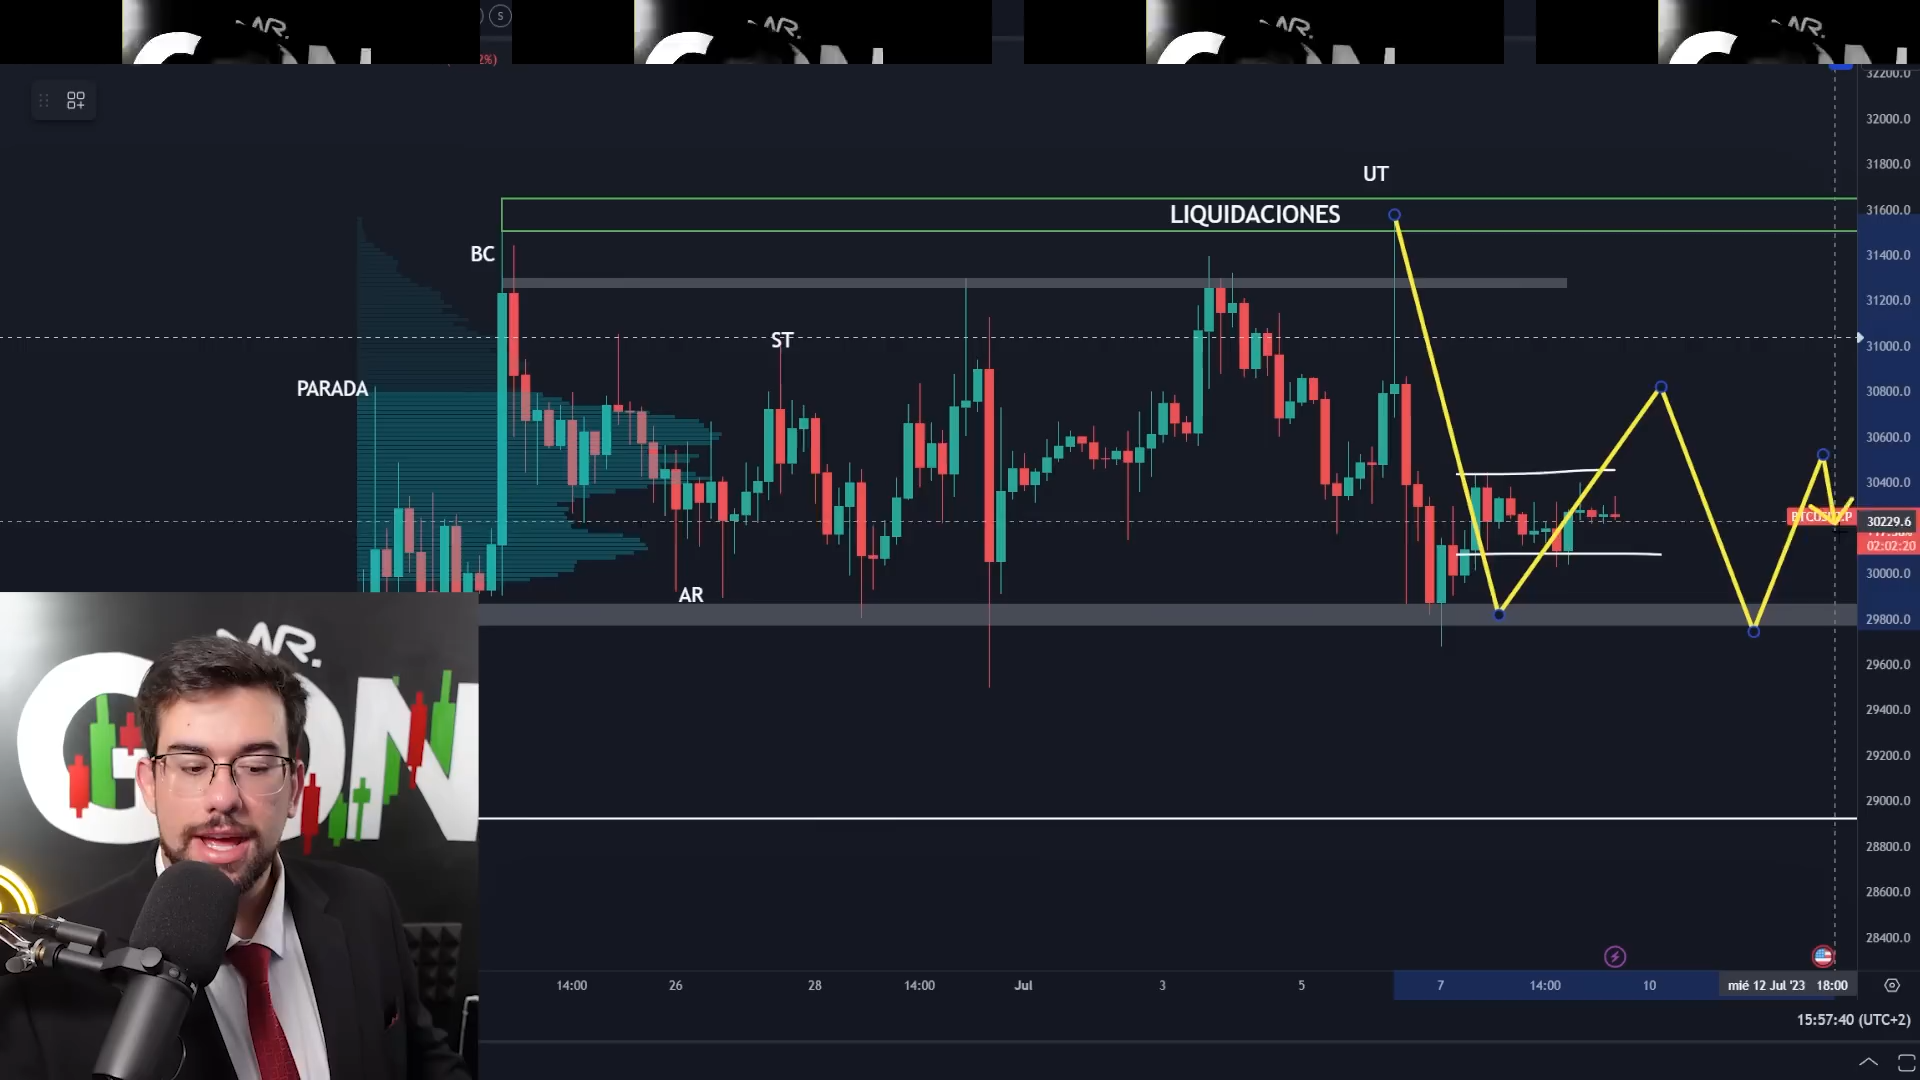 S
2%)
32200.0
32000.0
31800.0
31600.0
31400.0
31200.0
31000.0
30800.0
30600.0
30400.0
30229.6
02:02:20
30000.0
29800.0
29600.0
29400.0
29200.0
29000.0
28800.0
28600.0
28400.0
UT
LIQUIDACIONES
BC
ST
PARADA
AR
MR.
CON
14:00
26
28
14:00
Jul
3
5
7
14:00
10
mié 12 Jul '23 18:00
15:57:40 (UTC+2)